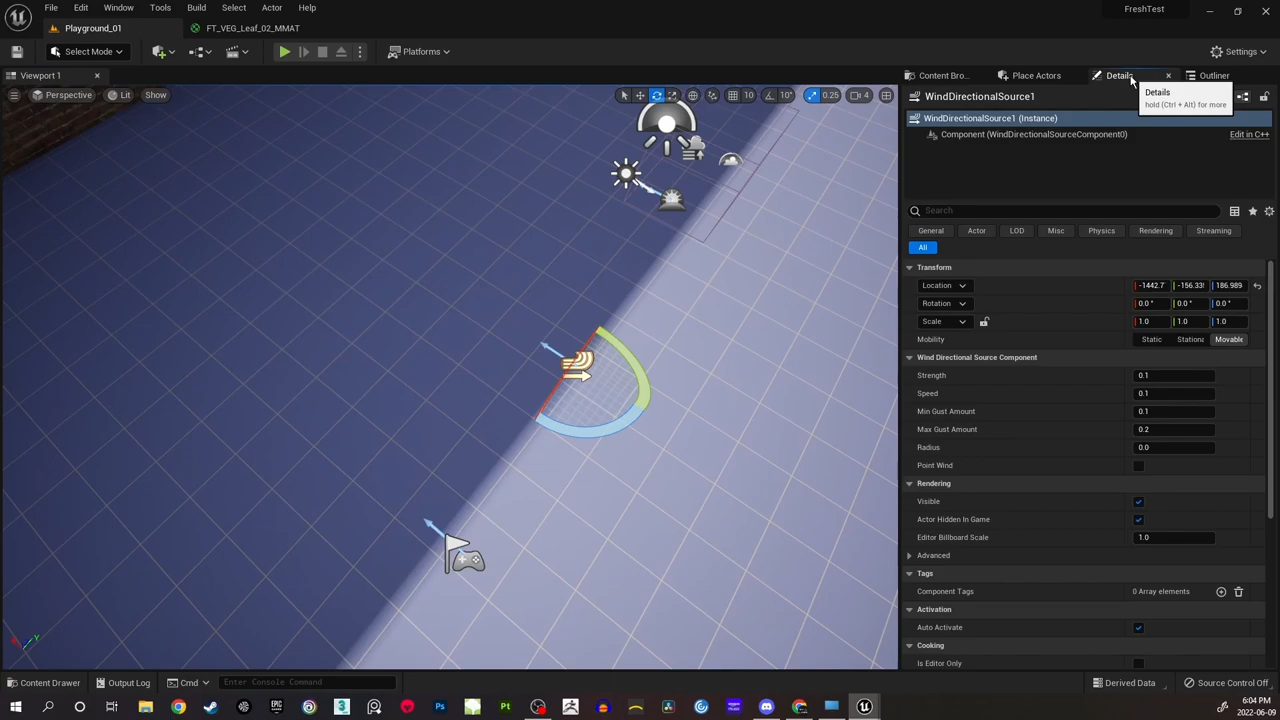 File Edit Window Tools Build Select Actor Help
FreshTest
Playground_01 FT_VEG_Leaf_02_MMAT
Select Mode Platforms Settings
Viewport 1 Content Bro... Place Actors Details Outliner
Perspective Lit Show 10 10° 0.25 4
Details
hold (Ctrl + Alt) for more
WindDirectionalSource1
WindDirectionalSource1 (Instance)
Component (WindDirectionalSourceComponent0) Edit in C++
Search
General Actor LOD Misc Physics Rendering Streaming
All
Transform
Location -1442.7 -156.33 186.989
Rotation 0.0 ° 0.0 ° 0.0 °
Scale 1.0 1.0 1.0
Mobility Static Stationa Movable
Wind Directional Source Component
Strength 0.1
Speed 0.1
Min Gust Amount 0.1
Max Gust Amount 0.2
Radius 0.0
Point Wind
Rendering
Visible
Actor Hidden In Game
Editor Billboard Scale 1.0
Advanced
Tags
Component Tags 0 Array elements
Activation
Auto Activate
Cooking
Is Editor Only
X Y
Content Drawer Output Log Cmd Enter Console Command Derived Data Source Control Off
6:04 PM
2022-06-09